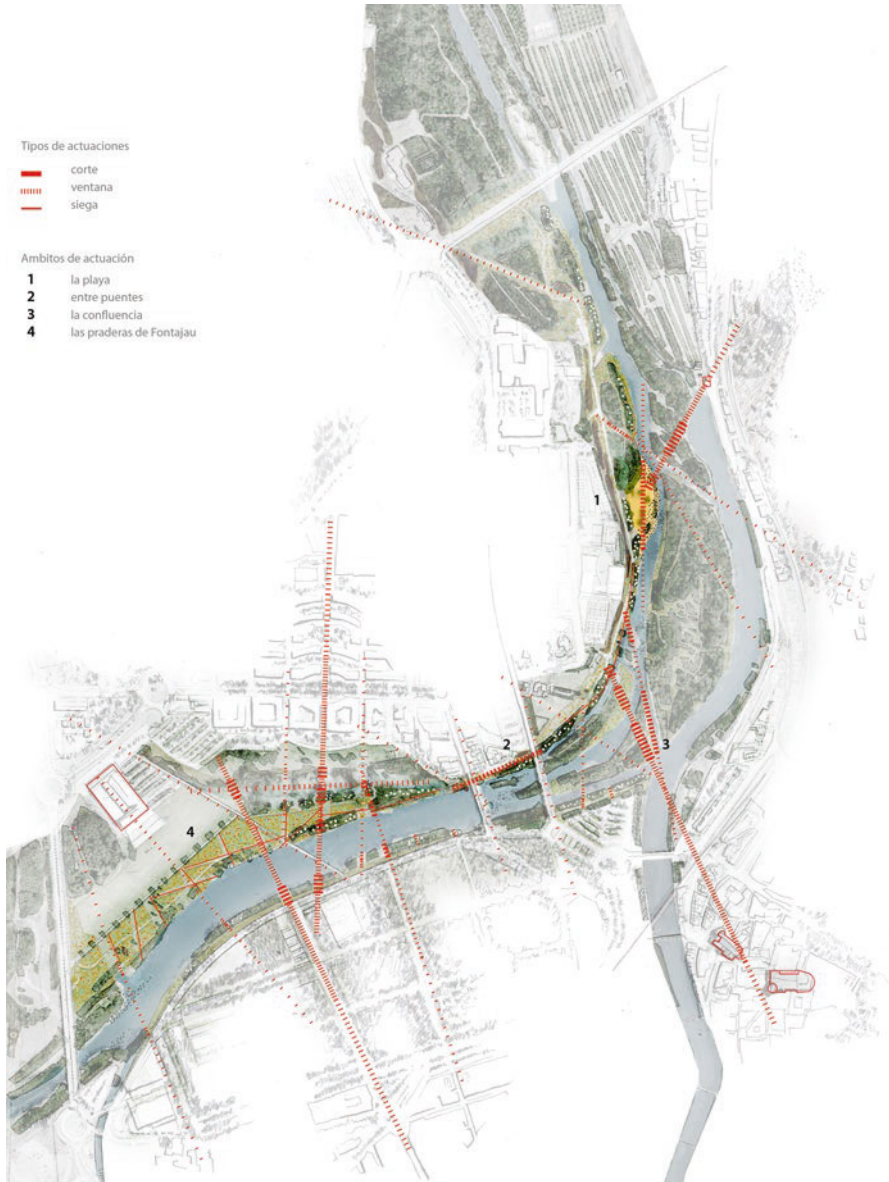 Tipos de actuaciones
corte
ventana
siega
Ambitos de actuación
1 la playa
2 entre puentes
3 la confluencia
4 las praderas de Fontajau
1
2
3
4